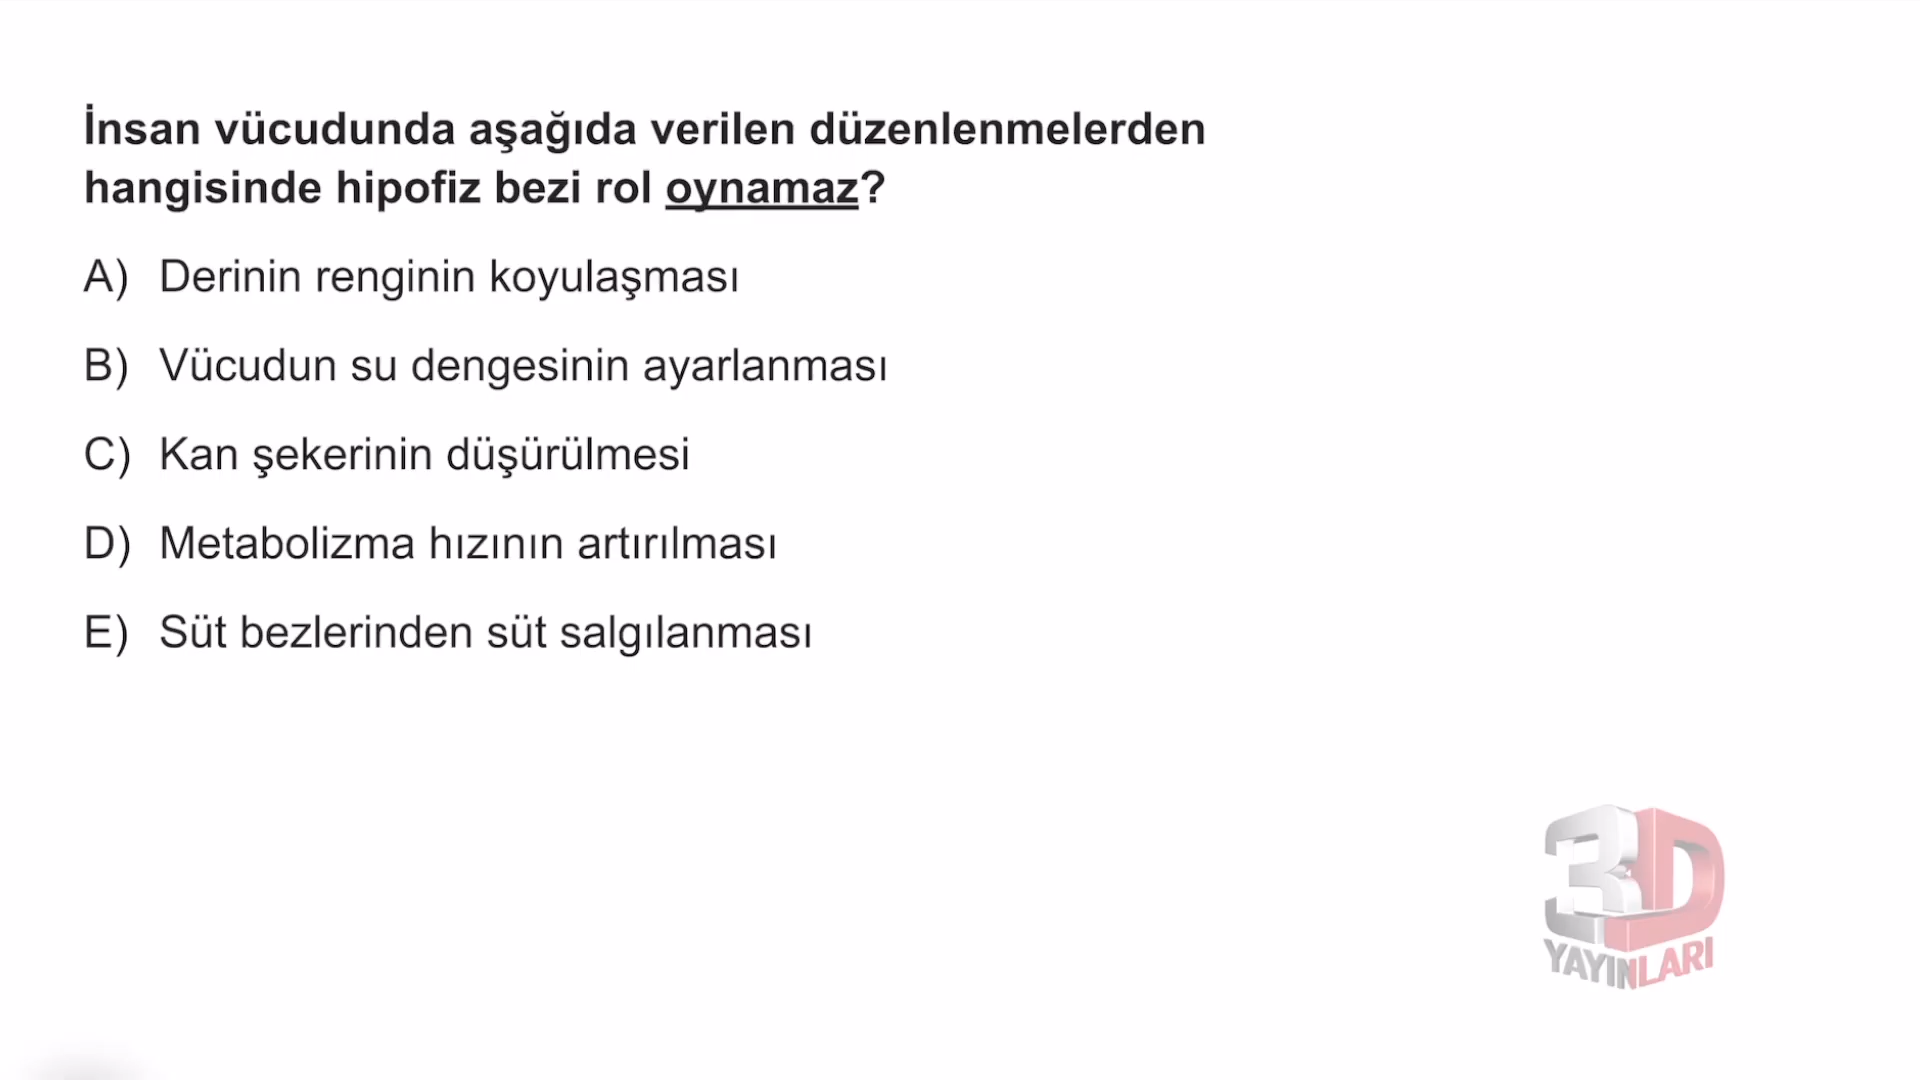 İnsan vücudunda aşağıda verilen düzenlenmelerden
hangisinde hipofiz bezi rol oynamaz?
A) Derinin renginin koyulaşması
B) Vücudun su dengesinin ayarlanması
C) Kan şekerinin düşürülmesi
D) Metabolizma hızının artırılması
E) Süt bezlerinden süt salgılanması
3D
YAYINLARI